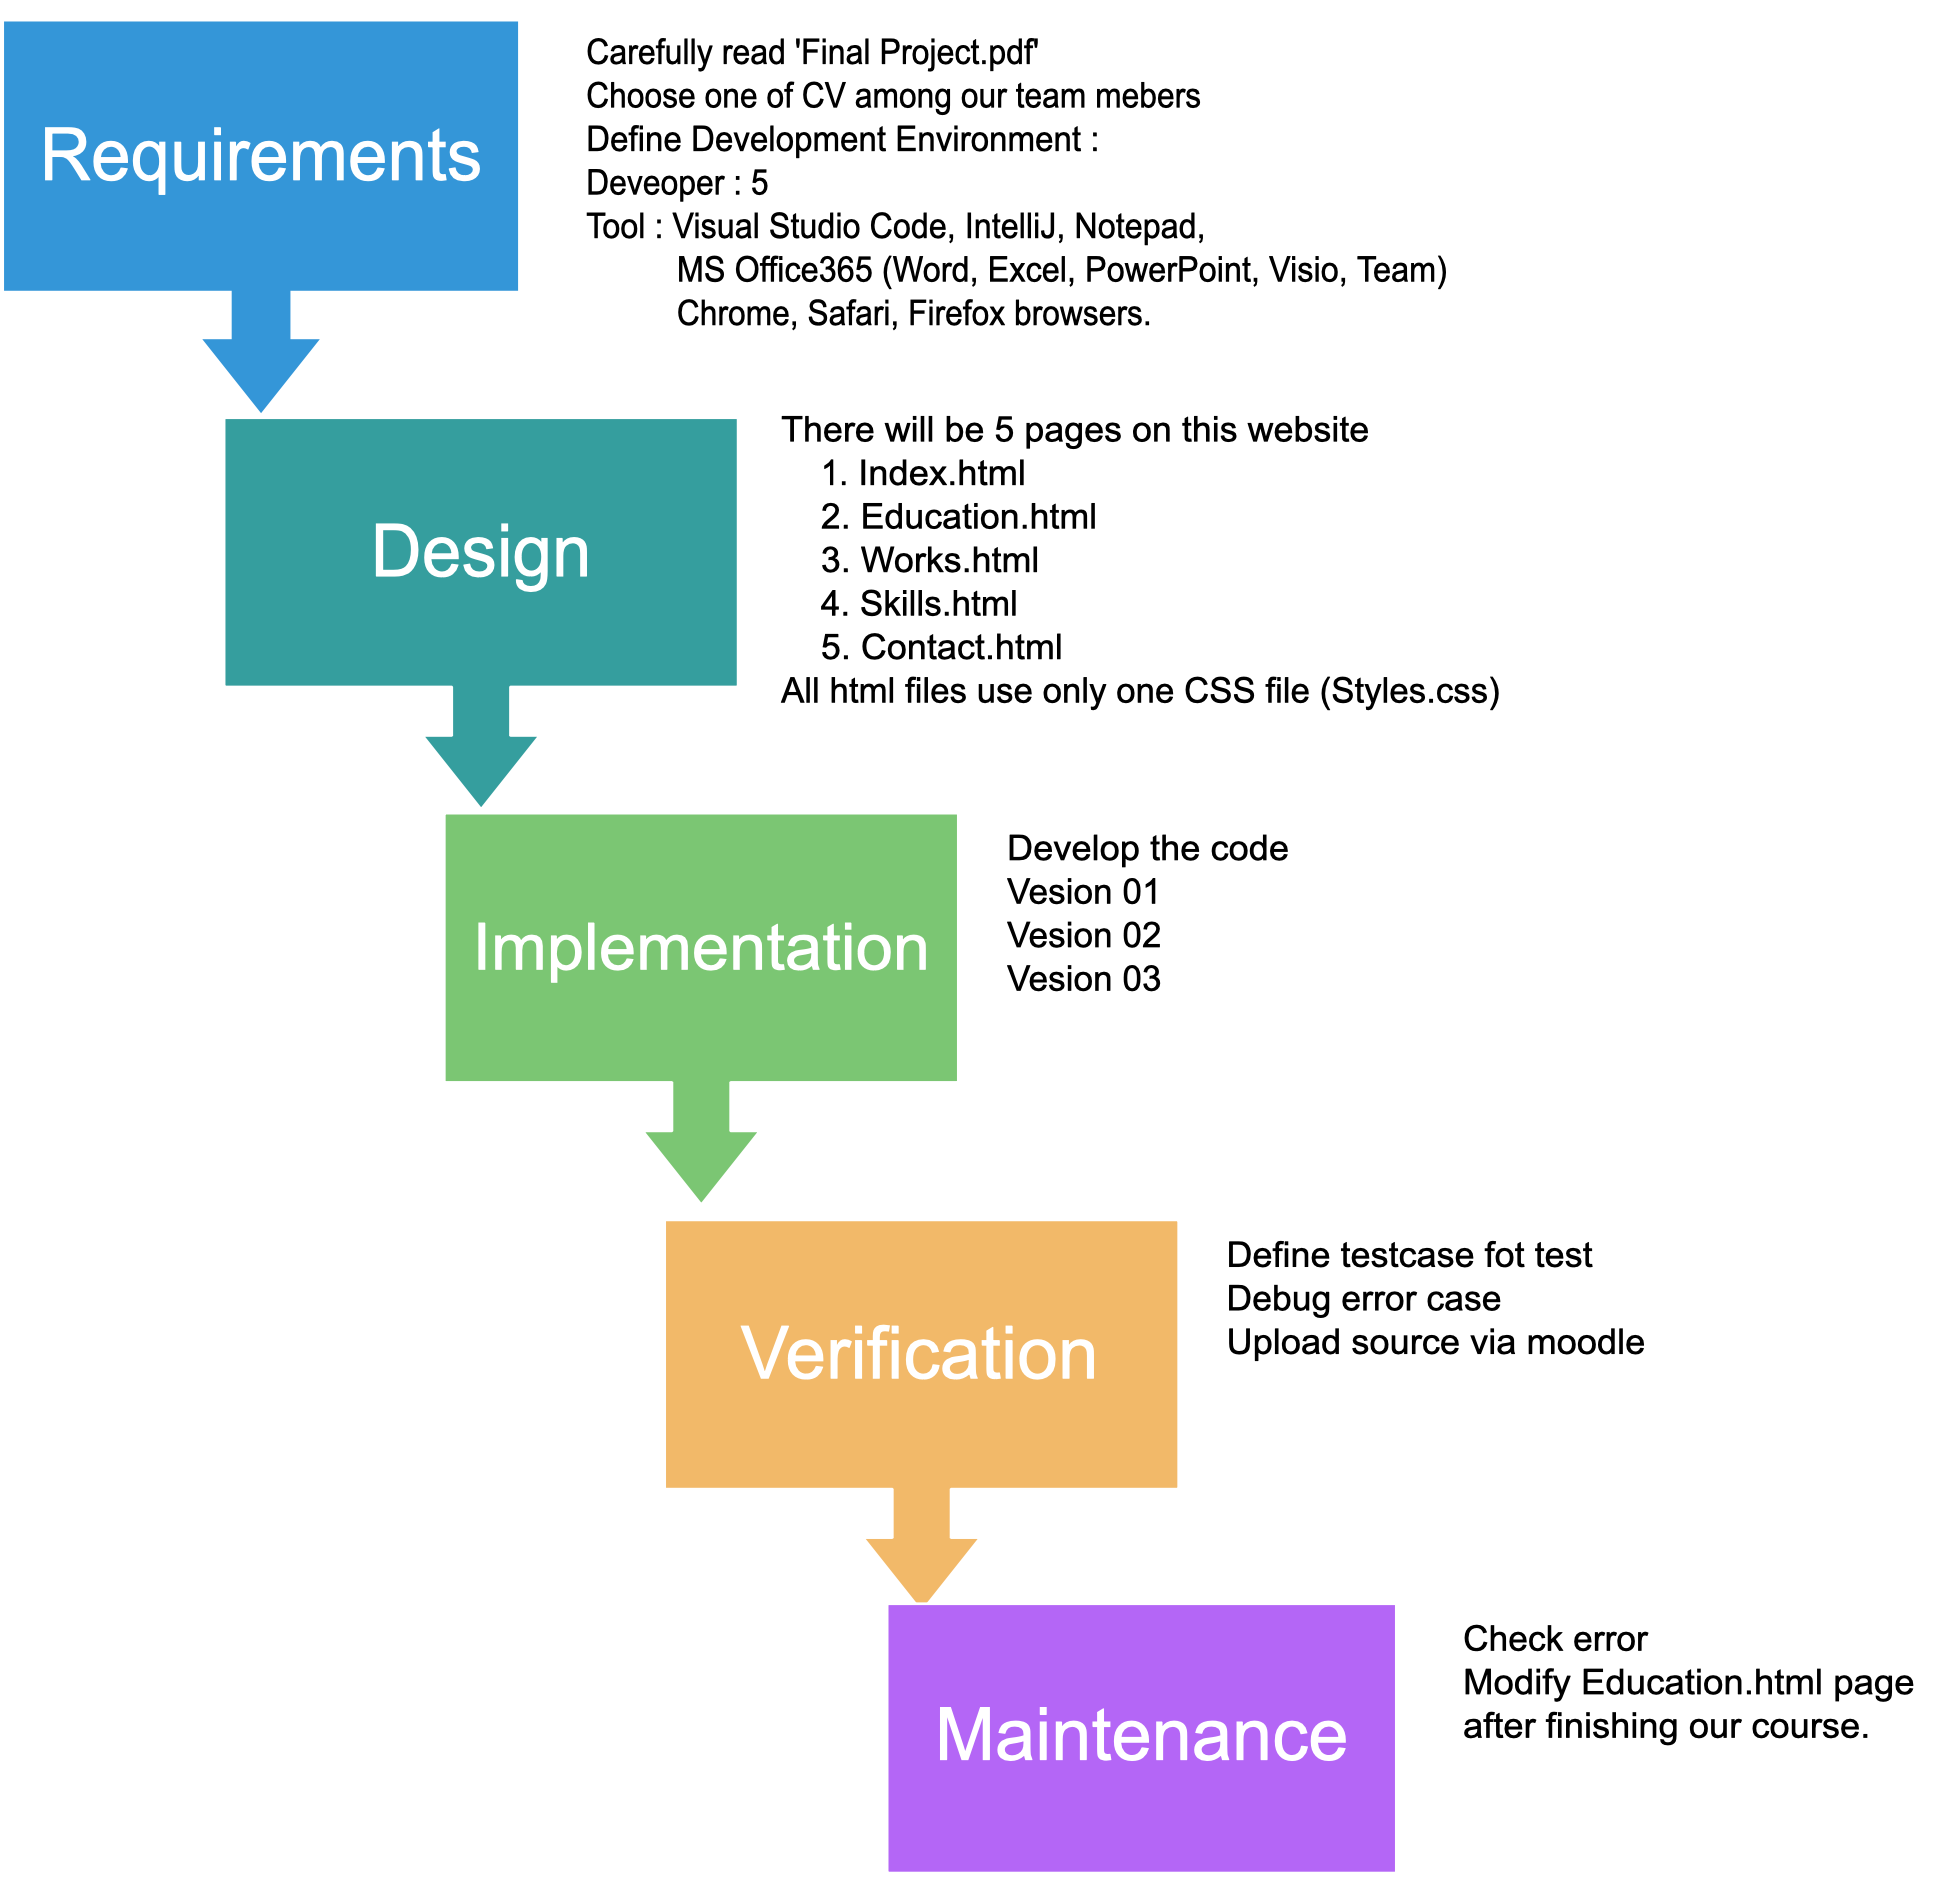 Requirements
Carefully read 'Final Project.pdf'
Choose one of CV among our team mebers
Define Development Environment :
Deveoper : 5
Tool : Visual Studio Code, IntelliJ, Notepad,
MS Office365 (Word, Excel, PowerPoint, Visio, Team)
Chrome, Safari, Firefox browsers.
Design
There will be 5 pages on this website
1. Index.html
2. Education.html
3. Works.html
4. Skills.html
5. Contact.html
All html files use only one CSS file (Styles.css)
Implementation
Develop the code
Vesion 01
Vesion 02
Vesion 03
Verification
Define testcase fot test
Debug error case
Upload source via moodle
Maintenance
Check error
Modify Education.html page
after finishing our course.